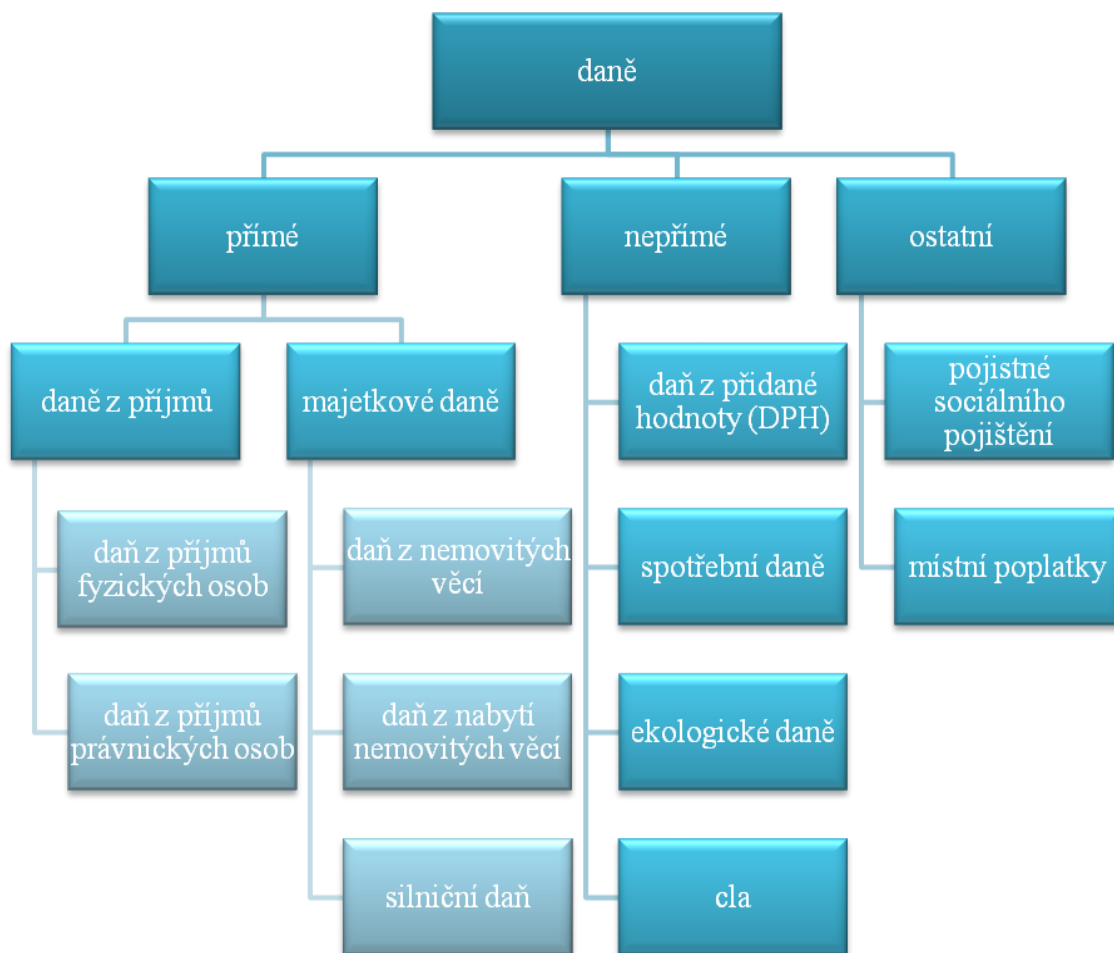 daně
přímé
nepřímé
ostatní
daně z příjmů
majetkové daně
daň z přidané
hodnoty (DPH)
pojistné
sociálního
pojištění
daň z příjmů
fyzických osob
daň z nemovitých
věcí
spotřební daně
místní poplatky
daň z příjmů
právnických osob
daň z nabytí
nemovitých věcí
ekologické daně
silniční daň
cla